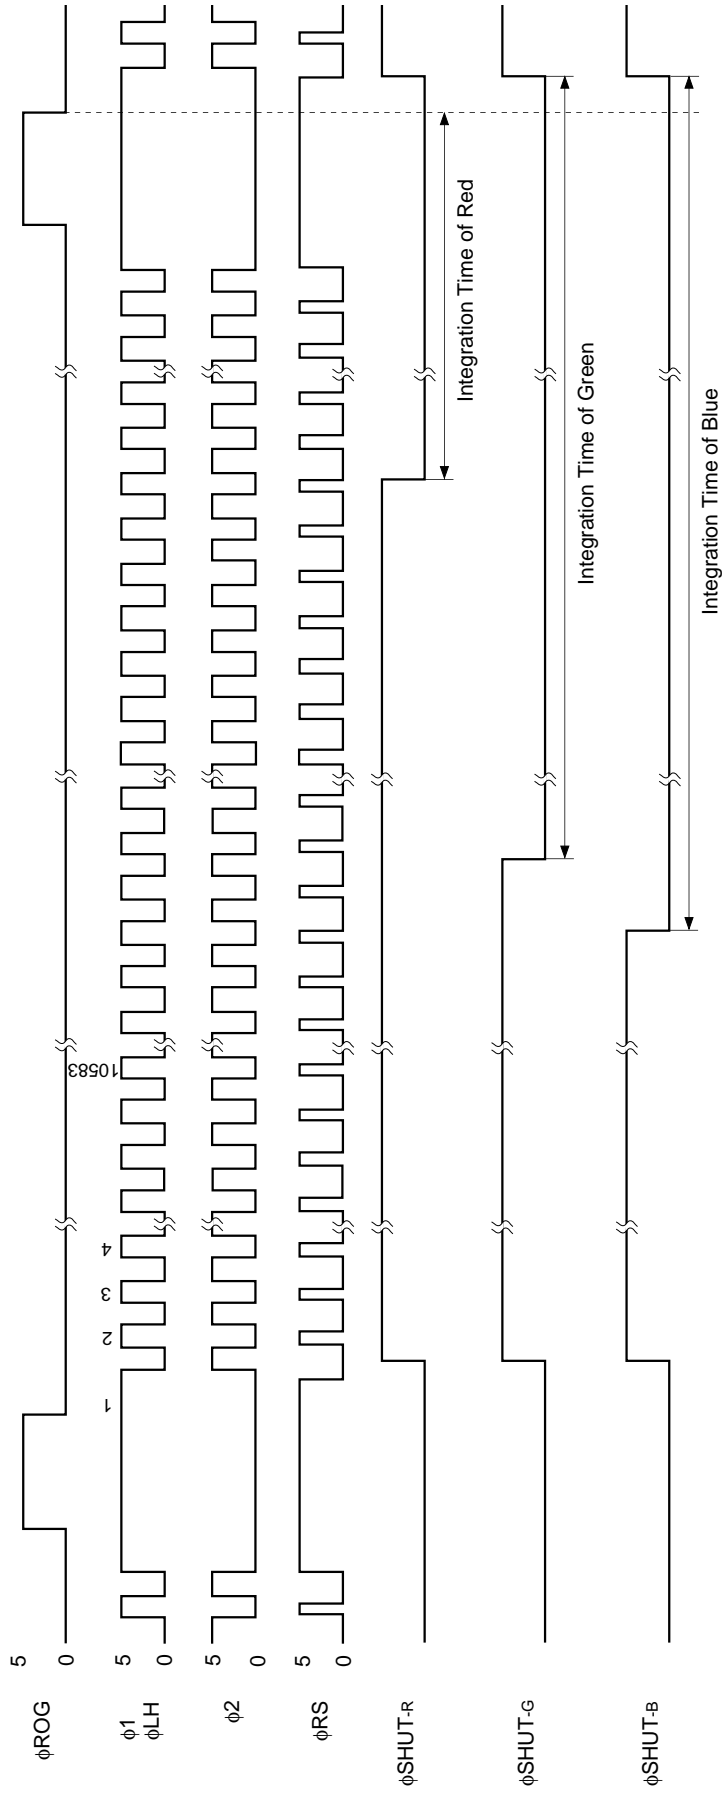 φROG
5
0
φ1
φLH
5
0
φ2
5
0
φRS
5
0
φSHUT-R
φSHUT-G
φSHUT-B
1
2
3
4
10583
Integration Time of Red
Integration Time of Green
Integration Time of Blue